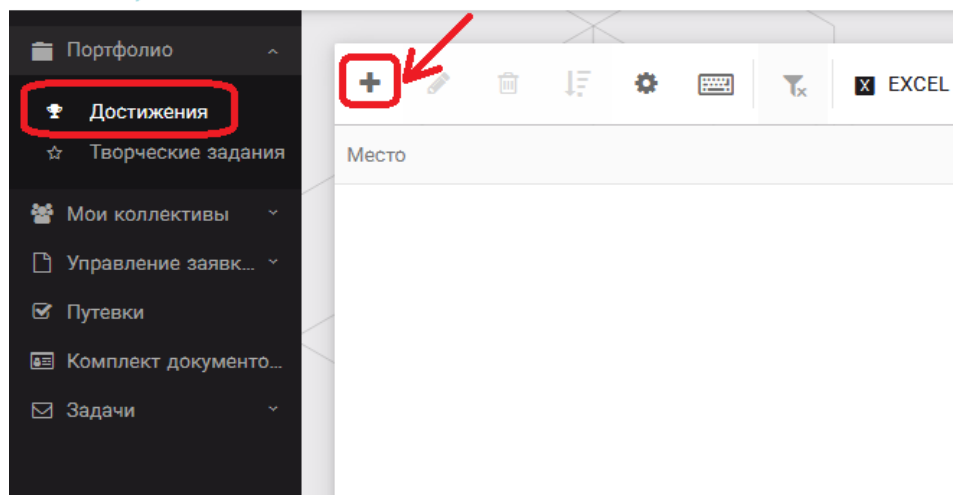 Портфолио
Достижения
Творческие задания
Мои коллективы
Управление заявк...
Путевки
Комплект документо...
Задачи
EXCEL
Место